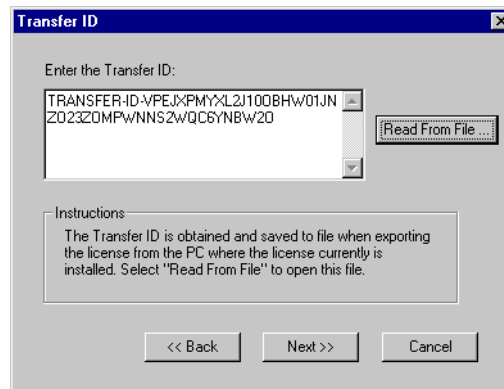 Transfer ID
Enter the Transfer ID:
TRANSFER-ID-VPEJXPMYXL2J10OBHW01JN
ZO23ZOMPWNNS2WQC6YNBW2O
Read From File ...
Instructions
The Transfer ID is obtained and saved to file when exporting
the license from the PC where the license currently is
installed. Select "Read From File" to open this file.
<< Back
Next >>
Cancel